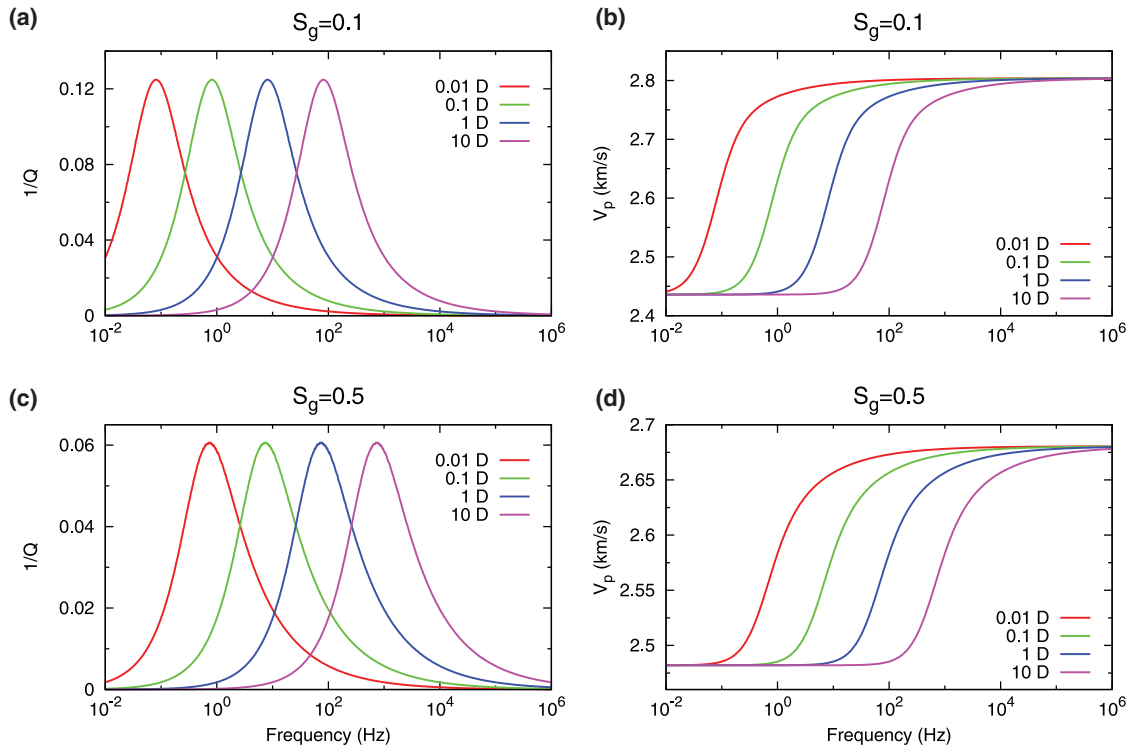 (a)
S_g=0.1
1/Q
0.12
0.08
0.04
0
0.01 D
0.1 D
1 D
10 D
10^-2
10^0
10^2
10^4
10^6
(b)
S_g=0.1
V_p (km/s)
2.8
2.7
2.6
2.5
2.4
0.01 D
0.1 D
1 D
10 D
10^-2
10^0
10^2
10^4
10^6
(c)
S_g=0.5
1/Q
0.06
0.04
0.02
0
0.01 D
0.1 D
1 D
10 D
10^-2
10^0
10^2
10^4
10^6
Frequency (Hz)
(d)
S_g=0.5
V_p (km/s)
2.7
2.65
2.6
2.55
2.5
0.01 D
0.1 D
1 D
10 D
10^-2
10^0
10^2
10^4
10^6
Frequency (Hz)